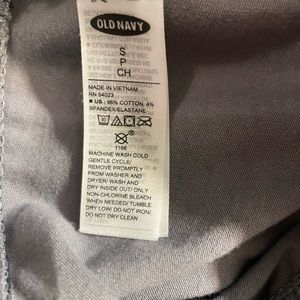 OLD NAVY
S
P
CH
MADE IN VIETNAM
RN 54023
■ US: 96% COTTON, 4%
SPANDEX/ELASTANE.
1166
MACHINE WASH COLD
GENTLE CYCLE/
REMOVE PROMPTLY
FROM WASHER AND
DRYER/ WASH AND
DRY INSIDE OUT/ ONLY
NON-CHLORINE BLEACH
WHEN NEEDED/ TUMBLE
DRY LOW/ DO NOT IRON/
DO NOT DRY CLEAN